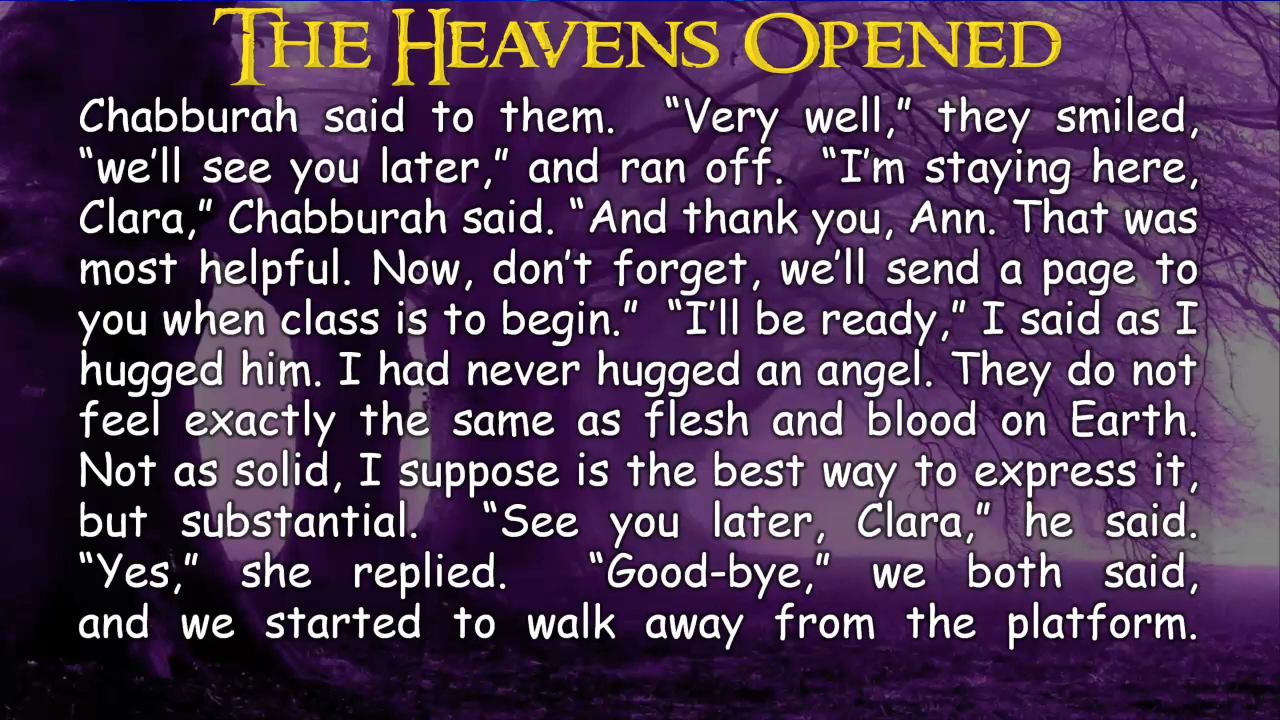 THE HEAVENS OPENED
Chabburah said to them. “Very well,” they smiled,
“we’ll see you later,” and ran off. “I’m staying here,
Clara,” Chabburah said. “And thank you, Ann. That was
most helpful. Now, don’t forget, we’ll send a page to
you when class is to begin.” “I’ll be ready,” I said as I
hugged him. I had never hugged an angel. They do not
feel exactly the same as flesh and blood on Earth.
Not as solid, I suppose is the best way to express it,
but substantial. “See you later, Clara,” he said.
“Yes,” she replied. “Good-bye,” we both said,
and we started to walk away from the platform.